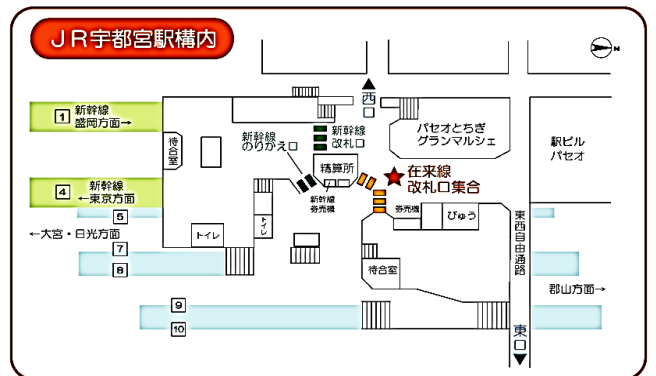 JR宇都宮駅構内
N
1
新幹線
盛岡方面→
待合室
新幹線
のりかえ口
新幹線
改札口
西口
パセオとちぎ
グランマルシェ
駅ビル
パセオ
精算所
新幹線
券売機
在来線
改札口集合
4
新幹線
←東京方面
5
←大宮・日光方面
7
8
トイレ
トイレ
券売機
びゅう
待合室
東西自由通路
郡山方面→
9
10
東口